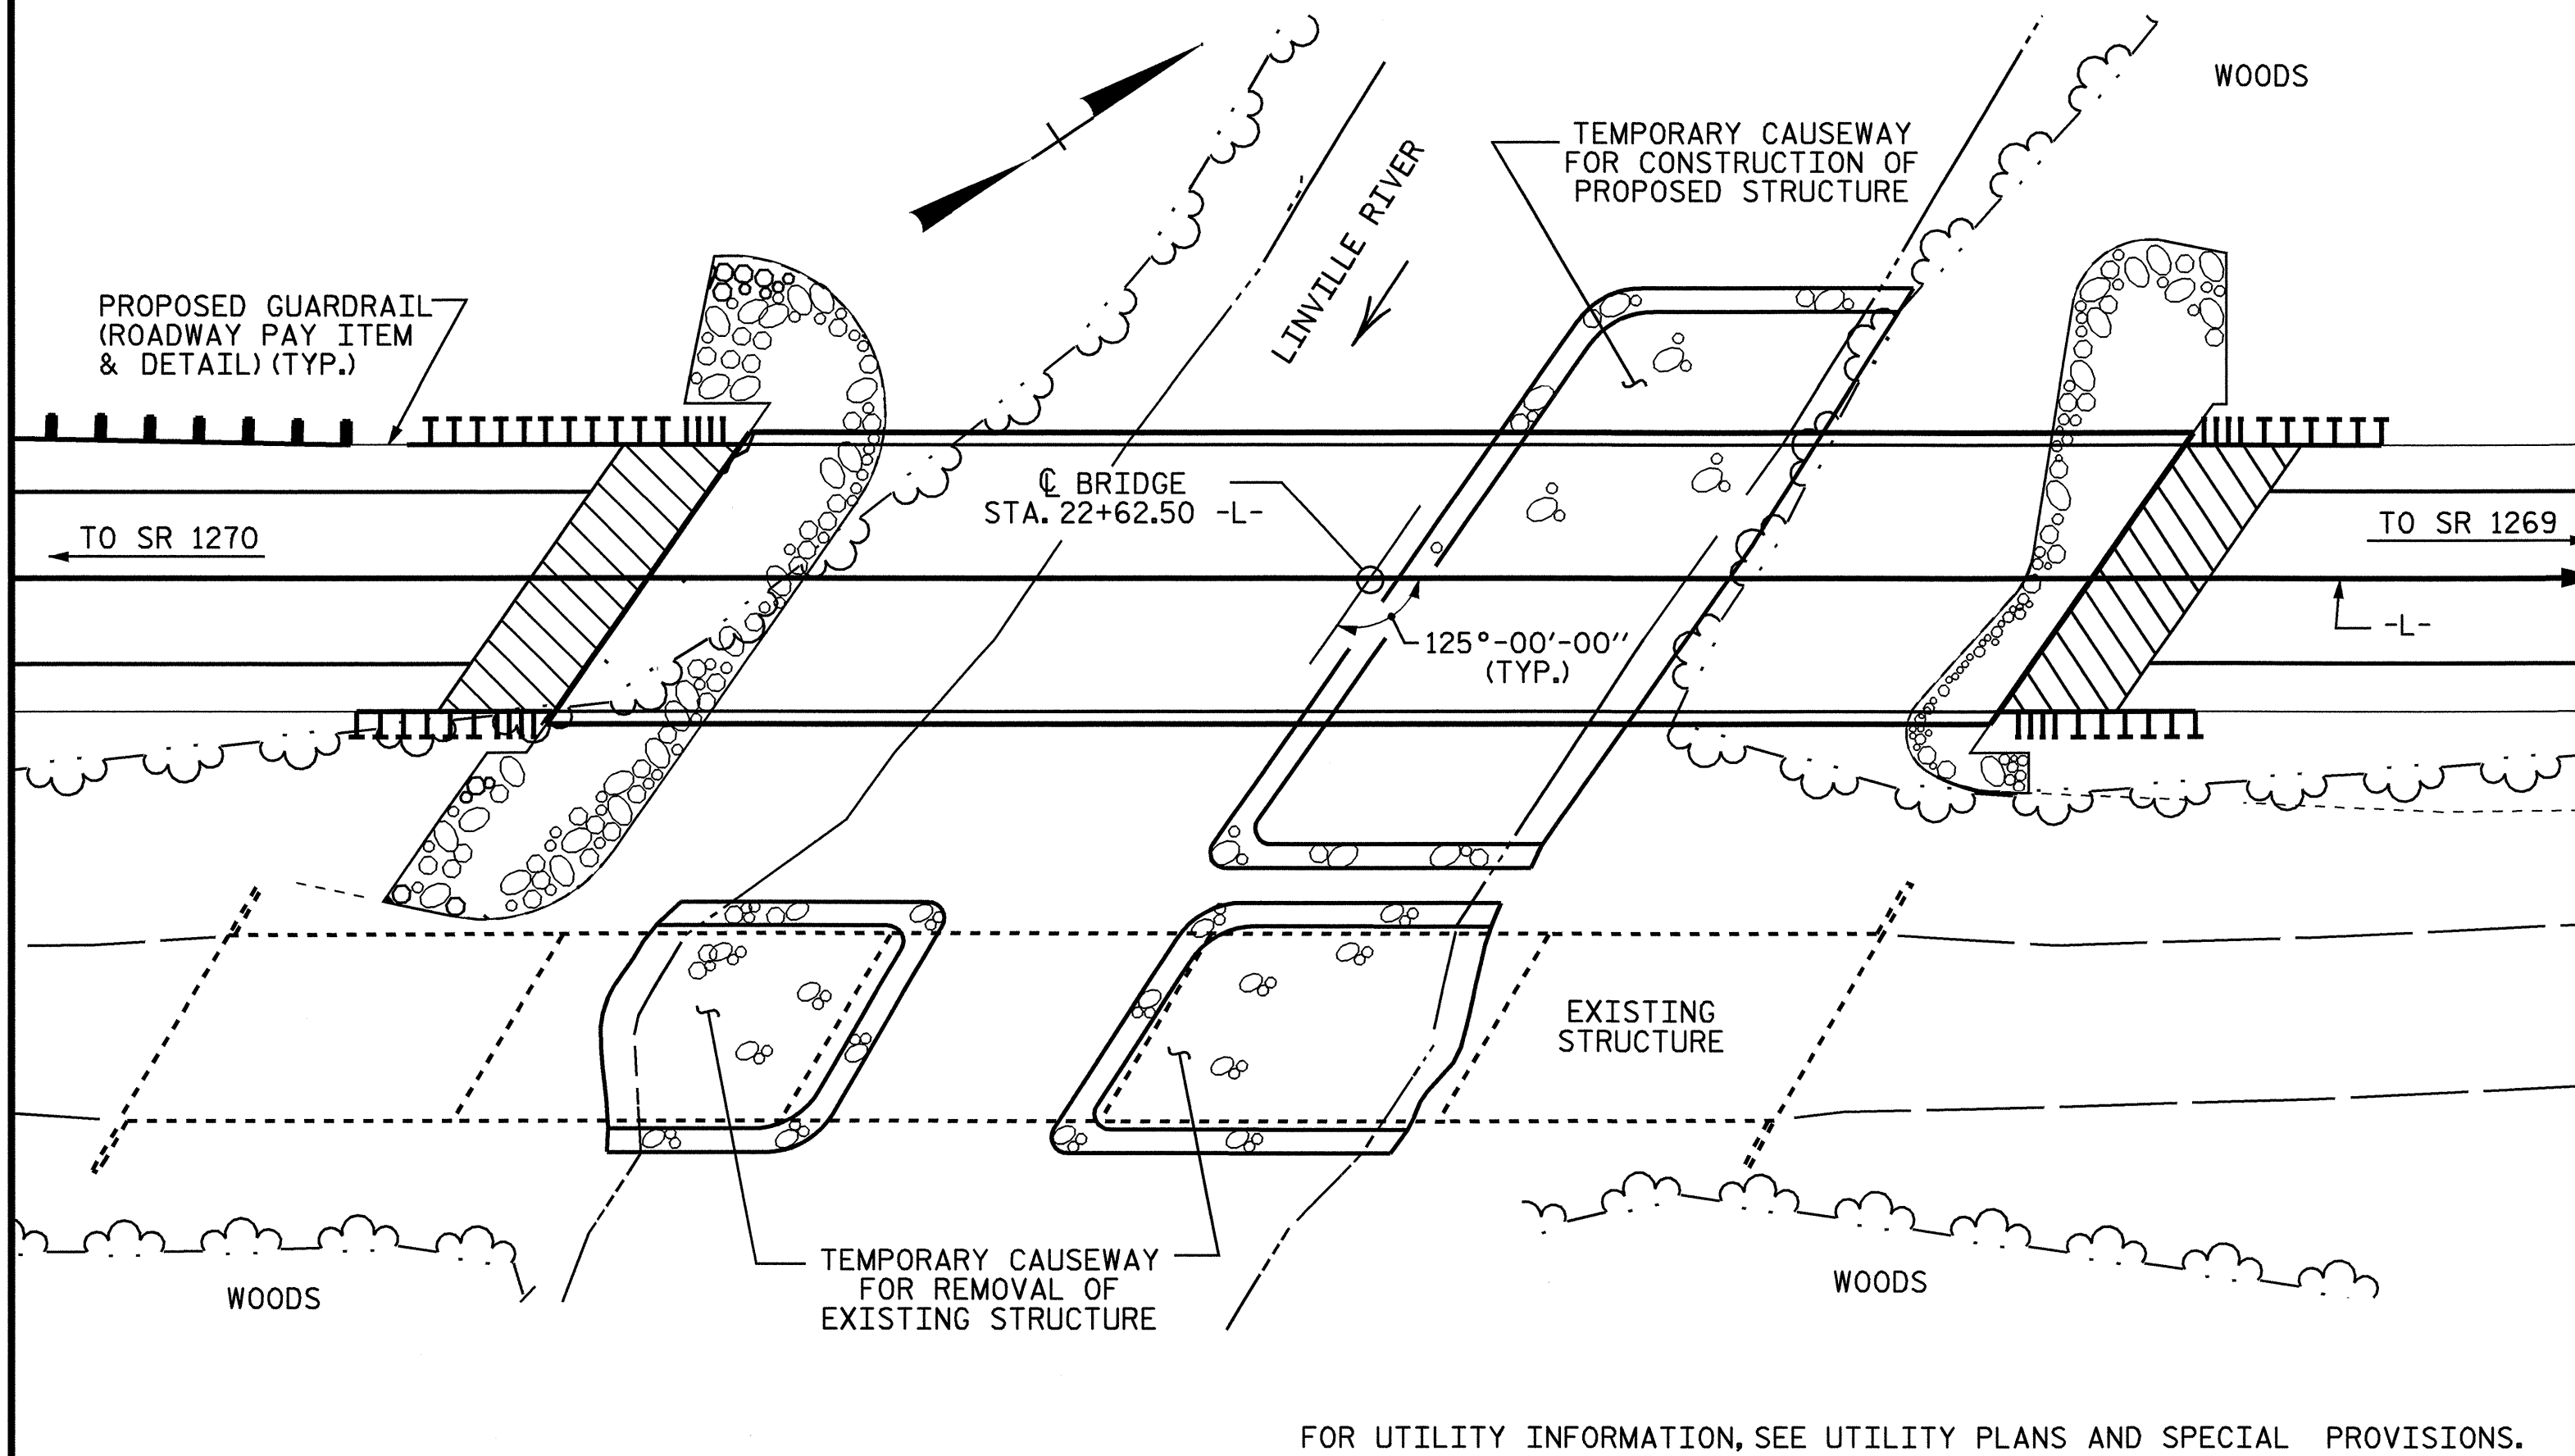 WOODS
TEMPORARY CAUSEWAY
FOR CONSTRUCTION OF
PROPOSED STRUCTURE
LINVILLE RIVER
PROPOSED GUARDRAIL
(ROADWAY PAY ITEM
& DETAIL) (TYP.)
℄ BRIDGE
STA. 22+62.50 -L-
TO SR 1270
TO SR 1269
125°-00'-00"
(TYP.)
-L-
EXISTING
STRUCTURE
TEMPORARY CAUSEWAY
FOR REMOVAL OF
EXISTING STRUCTURE
WOODS
WOODS
FOR UTILITY INFORMATION, SEE UTILITY PLANS AND SPECIAL PROVISIONS.